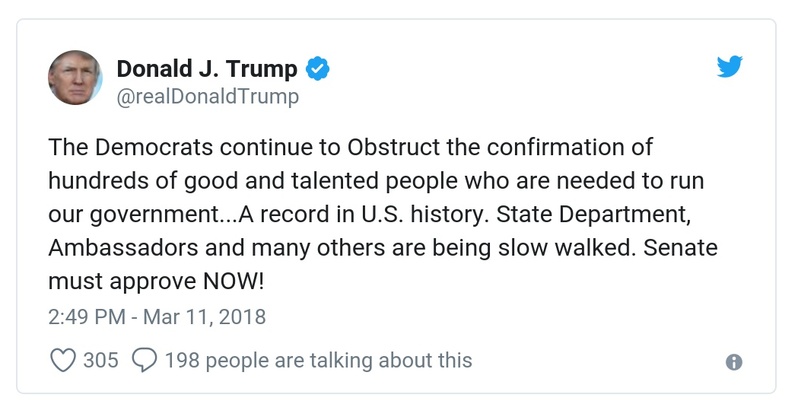 Donald J. Trump
@realDonaldTrump
The Democrats continue to Obstruct the confirmation of
hundreds of good and talented people who are needed to run
our government...A record in U.S. history. State Department,
Ambassadors and many others are being slow walked. Senate
must approve NOW!
2:49 PM - Mar 11, 2018
305 198 people are talking about this